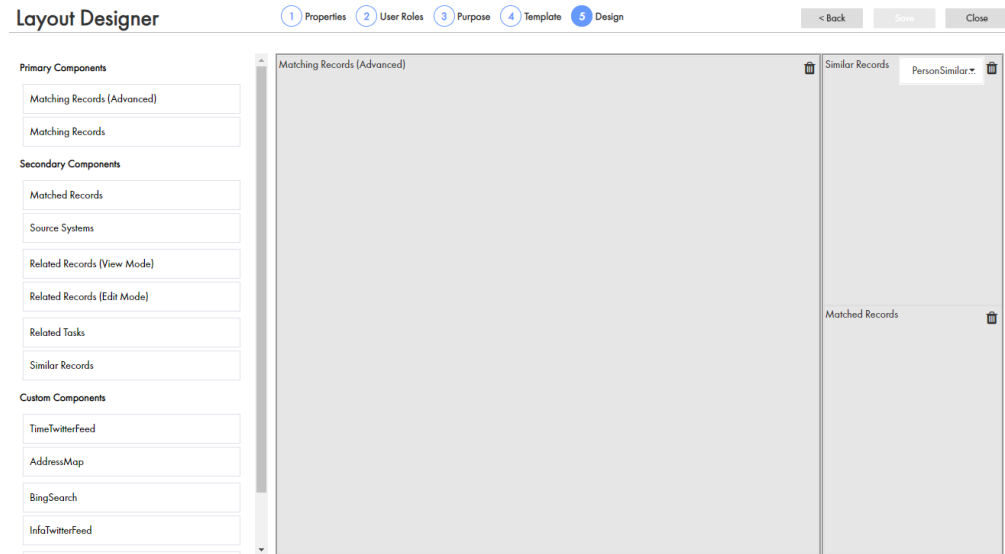 Layout Designer
1 Properties 2 User Roles 3 Purpose 4 Template 5 Design
< Back Save Close
Primary Components
Matching Records (Advanced)
Matching Records
Secondary Components
Matched Records
Source Systems
Related Records (View Mode)
Related Records (Edit Mode)
Related Tasks
Similar Records
Custom Components
TimeTwitterFeed
AddressMap
BingSearch
InfaTwitterFeed
Matching Records (Advanced)
Similar Records PersonSimilar...
Matched Records